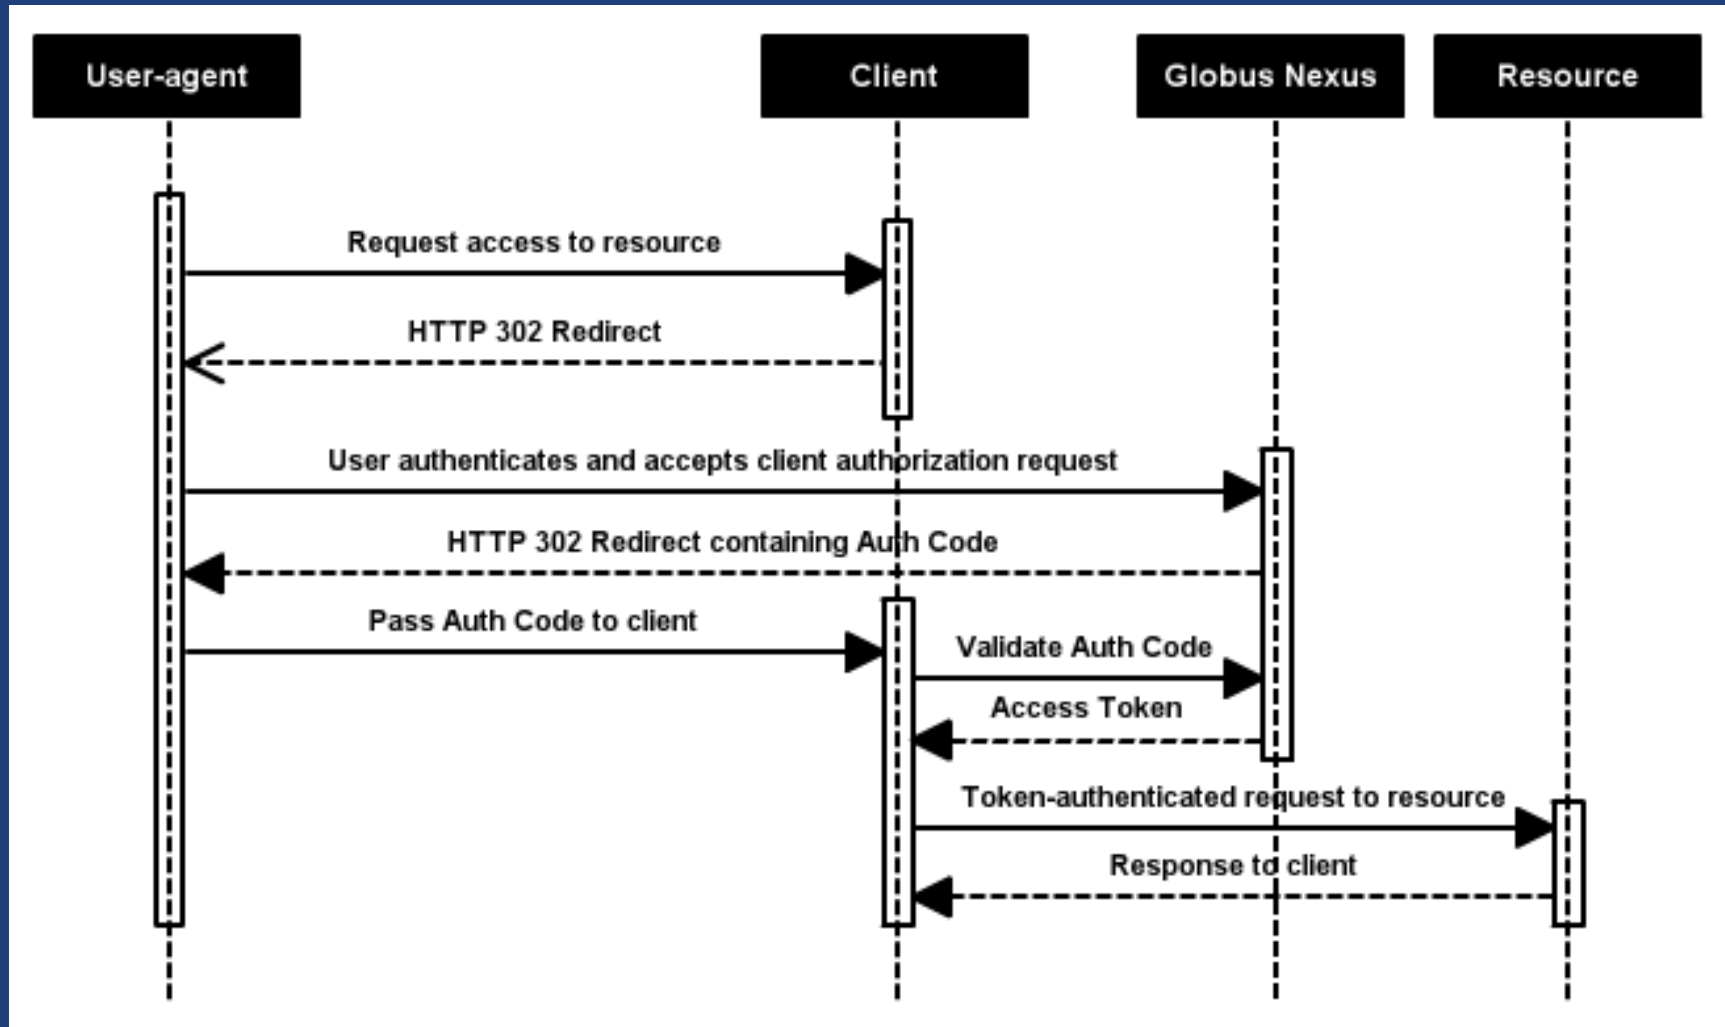 User-agent
Client
Globus Nexus
Resource
Request access to resource
HTTP 302 Redirect
User authenticates and accepts client authorization request
HTTP 302 Redirect containing Auth Code
Pass Auth Code to client
Validate Auth Code
Access Token
Token-authenticated request to resource
Response to client